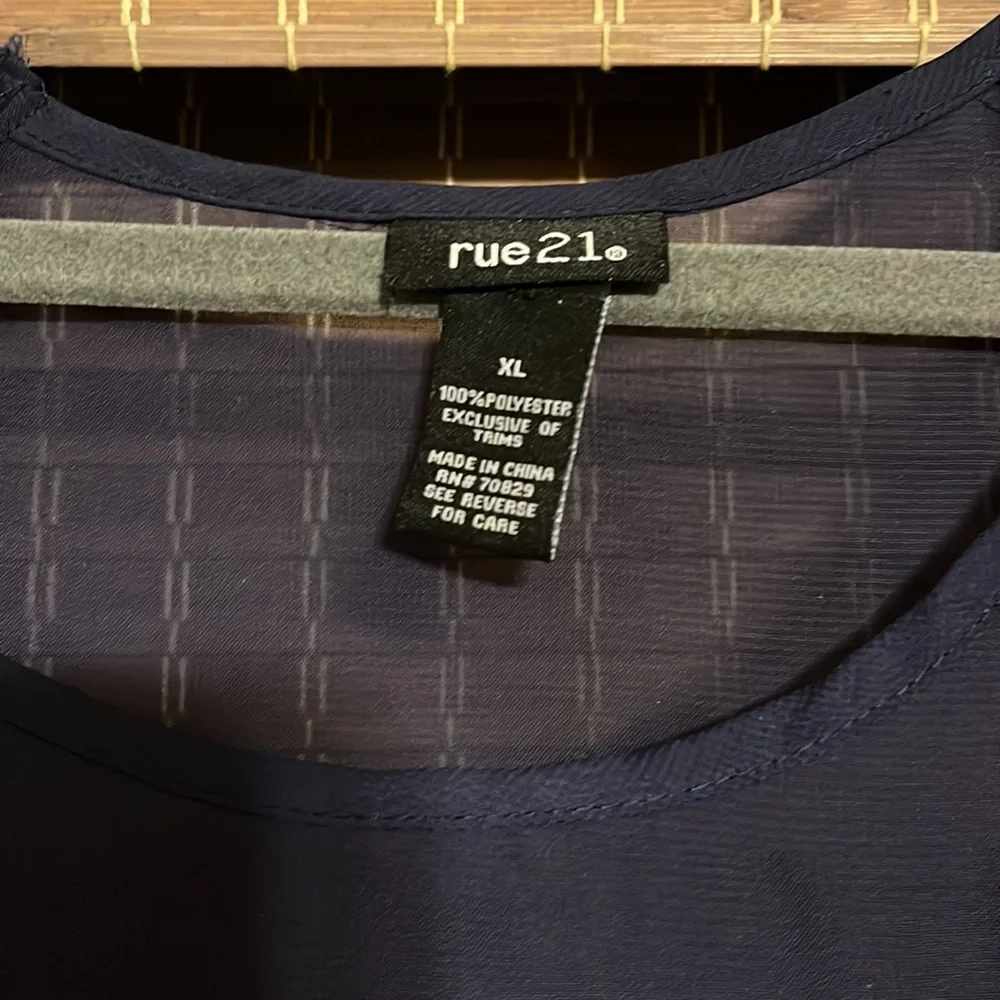 rue21®
XL
100%POLYESTER
EXCLUSIVE OF
TRIMS
MADE IN CHINA
RN# 70829
SEE REVERSE
FOR CARE